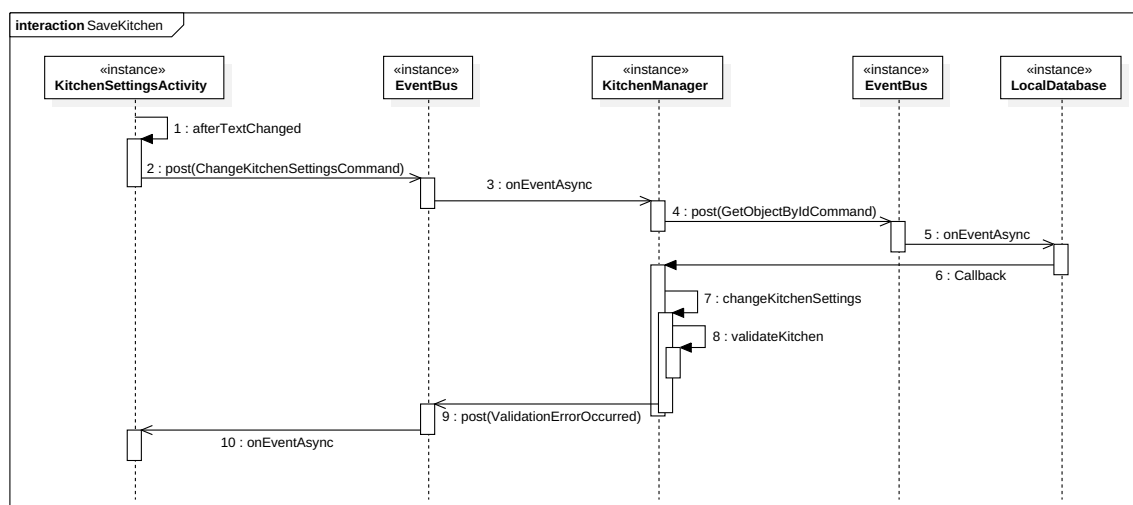 interaction SaveKitchen
«instance»
KitchenSettingsActivity
«instance»
EventBus
«instance»
KitchenManager
«instance»
EventBus
«instance»
LocalDatabase
1 : afterTextChanged
2 : post(ChangeKitchenSettingsCommand)
3 : onEventAsync
4 : post(GetObjectByIdCommand)
5 : onEventAsync
6 : Callback
7 : changeKitchenSettings
8 : validateKitchen
9 : post(ValidationErrorOccurred)
10 : onEventAsync